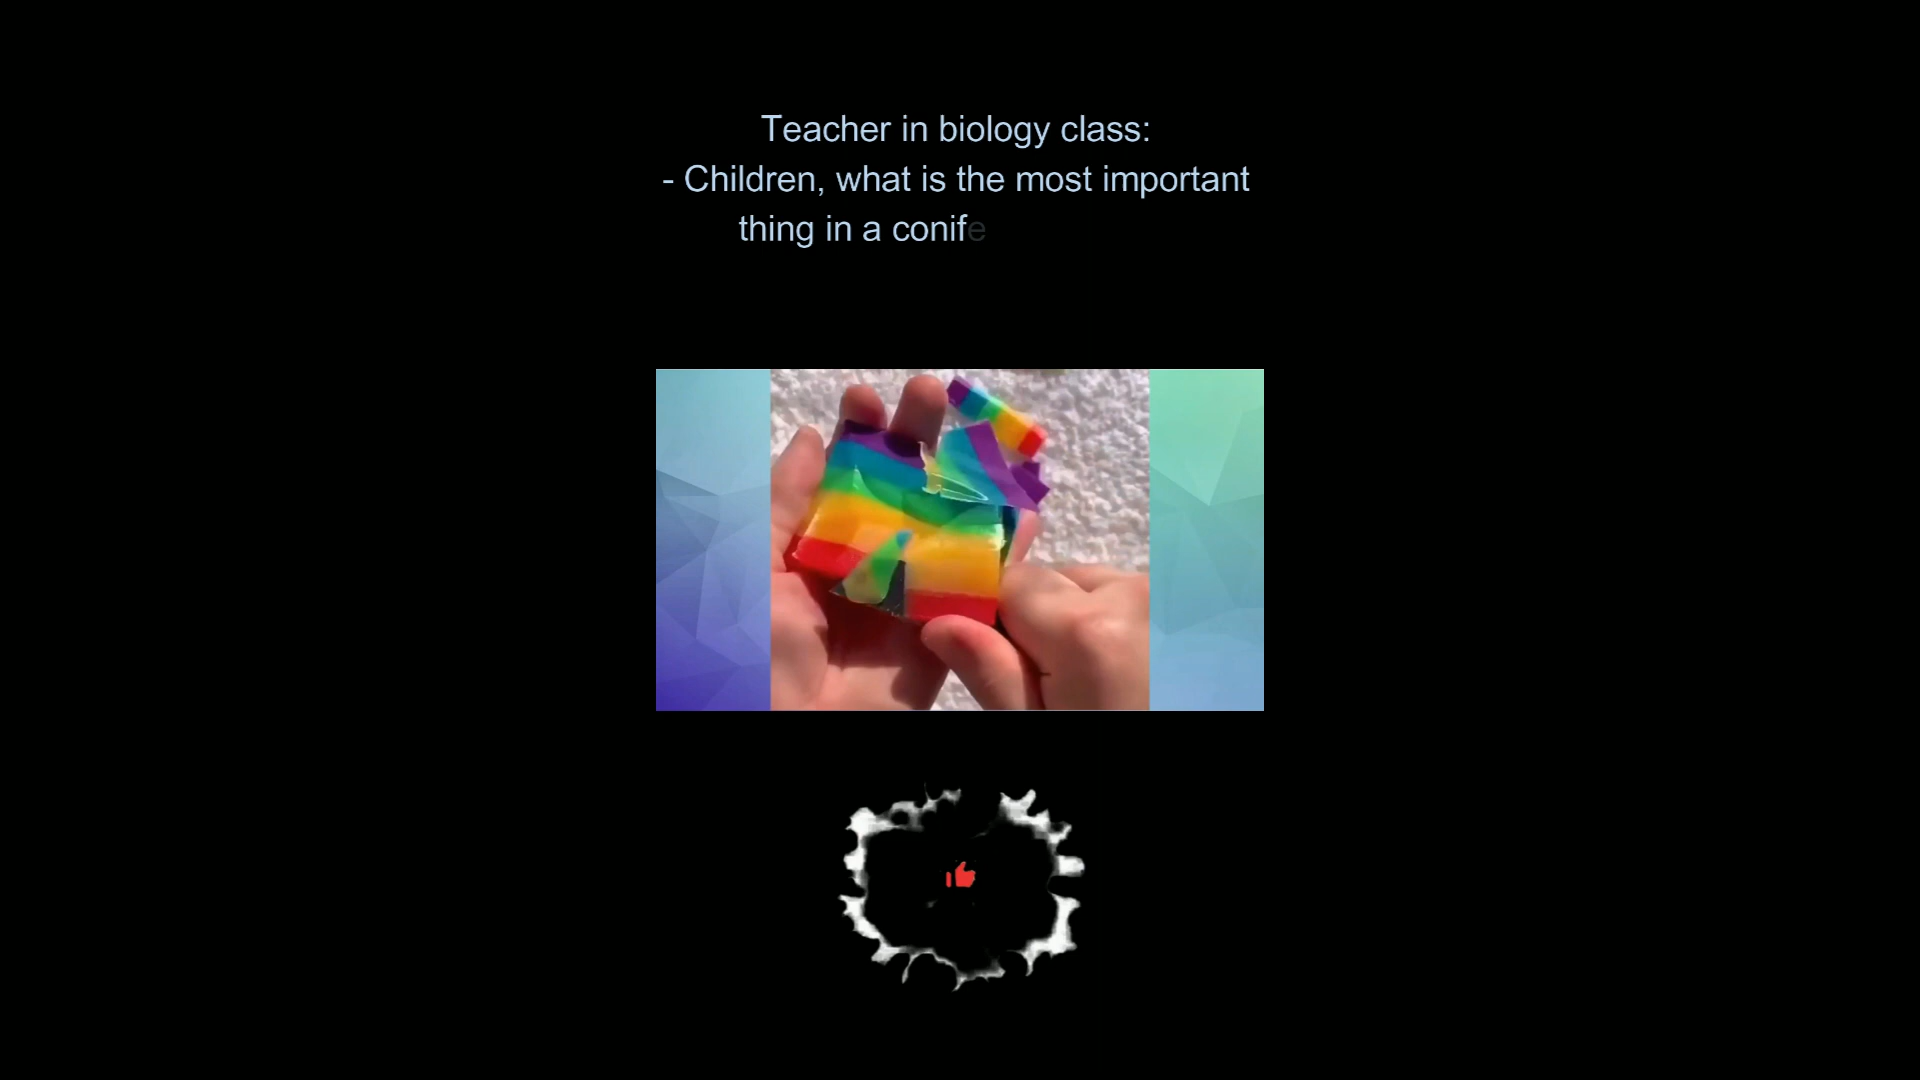 Teacher in biology class:
- Children, what is the most important
thing in a conife